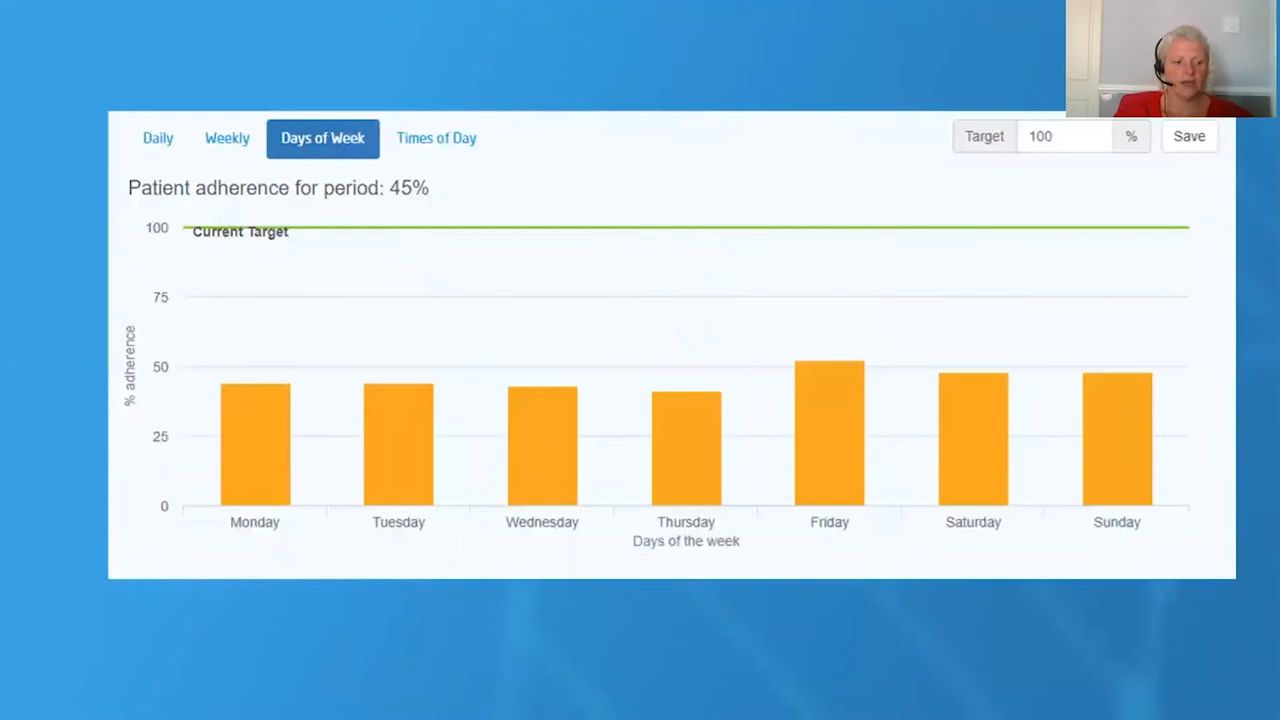 Daily Weekly Days of Week Times of Day Target 100 % Save
Patient adherence for period: 45%
100
Current Target
75
% adherence
50
25
0
Monday Tuesday Wednesday Thursday Friday Saturday Sunday
Days of the week